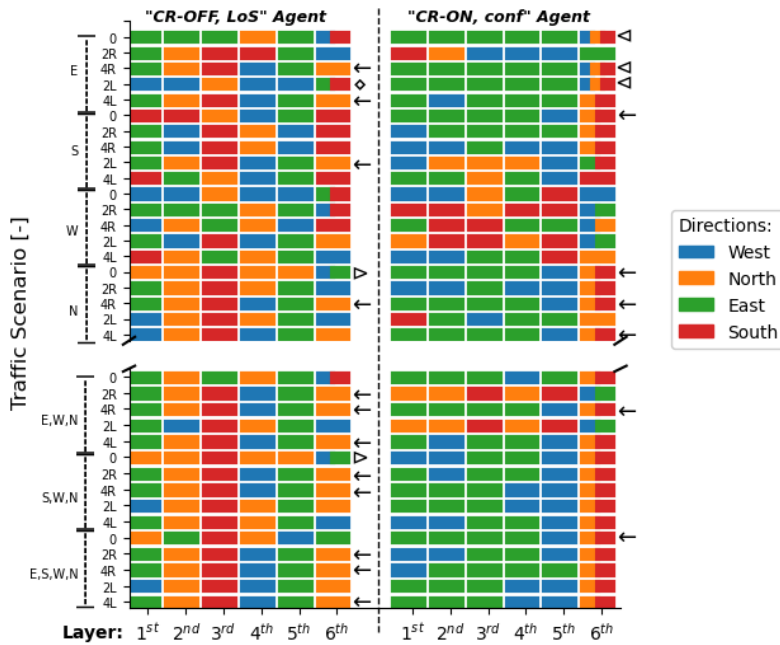 "CR-OFF, LoS" Agent
"CR-ON, conf" Agent
Traffic Scenario [-]
E
0
2R
4R
2L
4L
S
0
2R
4R
2L
4L
W
0
2R
4R
2L
4L
N
0
2R
4R
2L
4L
E,W,N
0
2R
4R
2L
4L
S,W,N
0
2R
4R
2L
4L
E,S,W,N
0
2R
4R
2L
4L
Directions:
West
North
East
South
Layer: 1st 2nd 3rd 4th 5th 6th 1st 2nd 3rd 4th 5th 6th